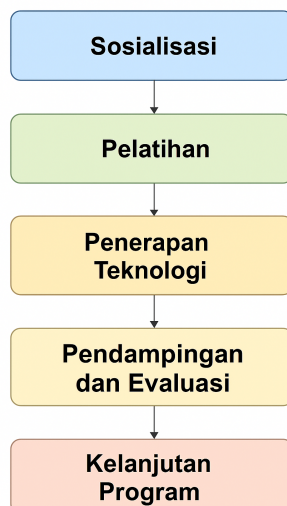 Sosialisasi
Pelatihan
Penerapan
Teknologi
Pendampingan
dan Evaluasi
Kelanjutan
Program